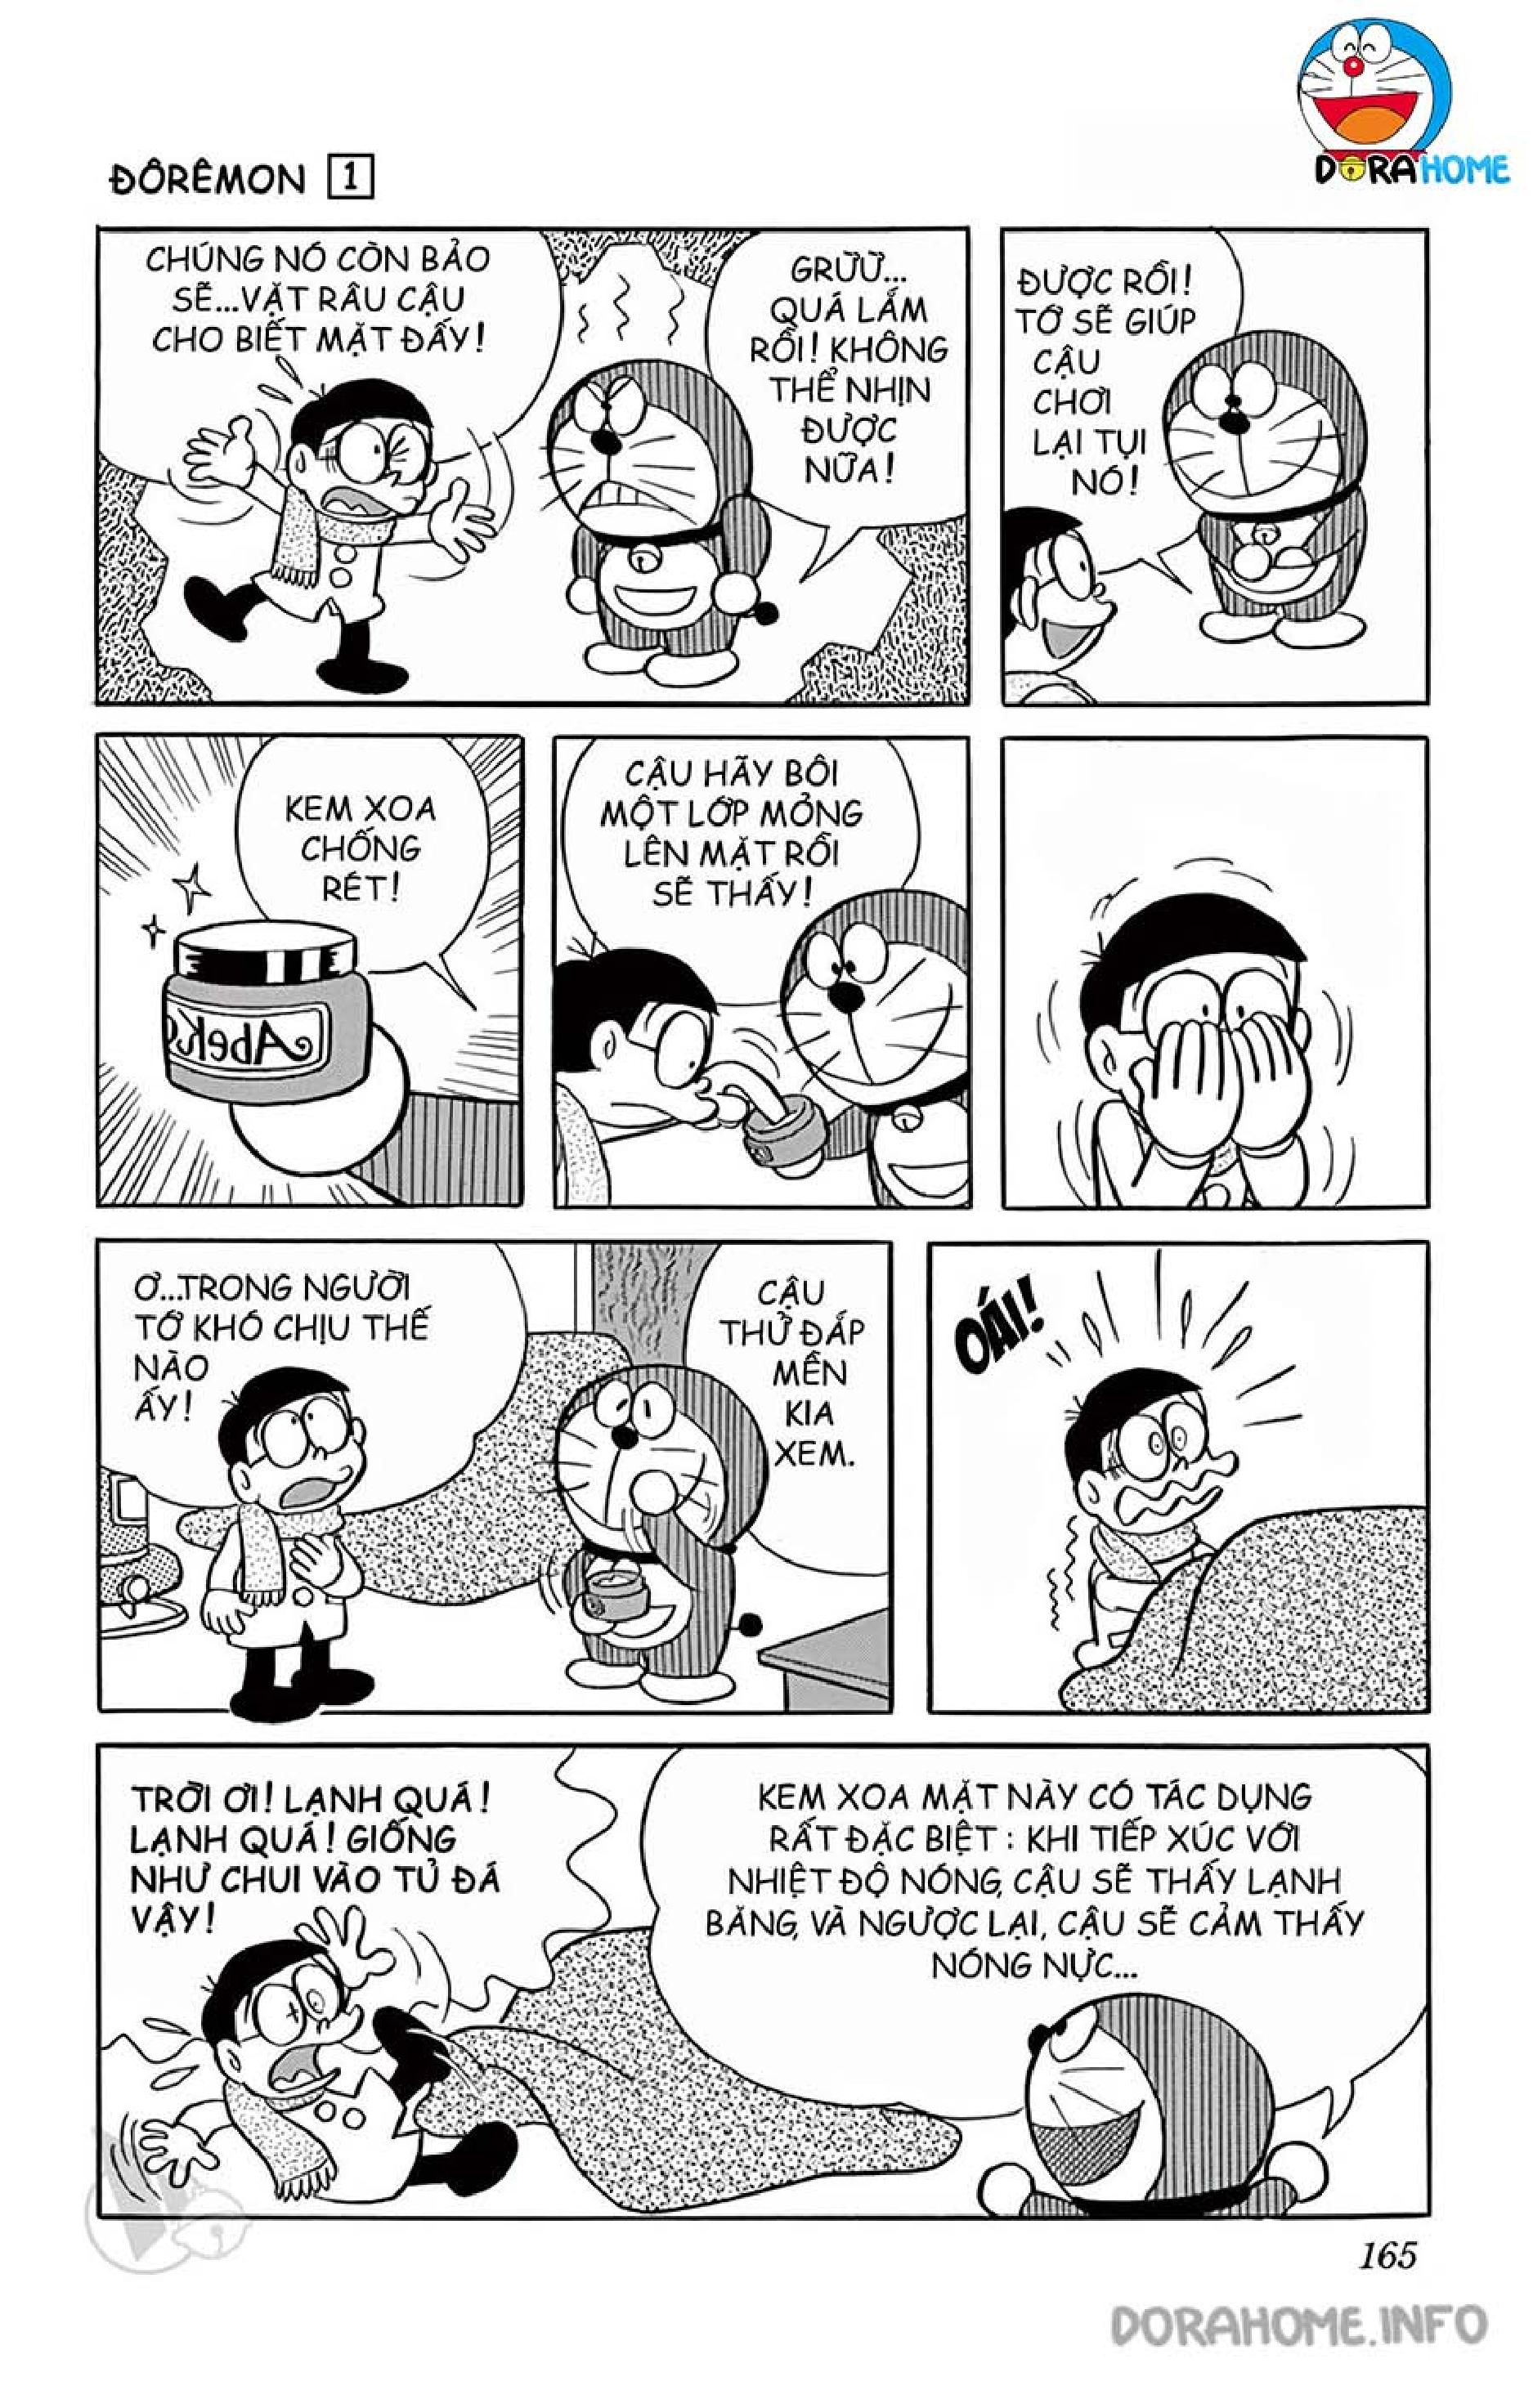 DORAHOME
ĐÔRÊMON 1
CHÚNG NÓ CÒN BẢO
SẼ...VẶT RÂU CẬU
CHO BIẾT MẶT ĐẤY!
GRỪỪ...
QUÁ LẮM
RỒI! KHÔNG
THỂ NHỊN
ĐƯỢC
NỮA!
ĐƯỢC RỒI!
TỚ SẼ GIÚP
CẬU
CHƠI
LẠI TỤI
NÓ!
KEM XOA
CHỐNG
RÉT!
CẬU HÃY BÔI
MỘT LỚP MỎNG
LÊN MẶT RỒI
SẼ THẤY!
Ơ...TRONG NGƯỜI
TỚ KHÓ CHỊU THẾ
NÀO
ẤY!
CẬU
THỬ ĐẮP
MỀN
KIA
XEM.
OÁI!
TRỜI ƠI! LẠNH QUÁ!
LẠNH QUÁ! GIỐNG
NHƯ CHUI VÀO TỦ ĐÁ
VẬY!
KEM XOA MẶT NÀY CÓ TÁC DỤNG
RẤT ĐẶC BIỆT : KHI TIẾP XÚC VỚI
NHIỆT ĐỘ NÓNG, CẬU SẼ THẤY LẠNH
BĂNG, VÀ NGƯỢC LẠI, CẬU SẼ CẢM THẤY
NÓNG NỰC...
165
DORAHOME.INFO